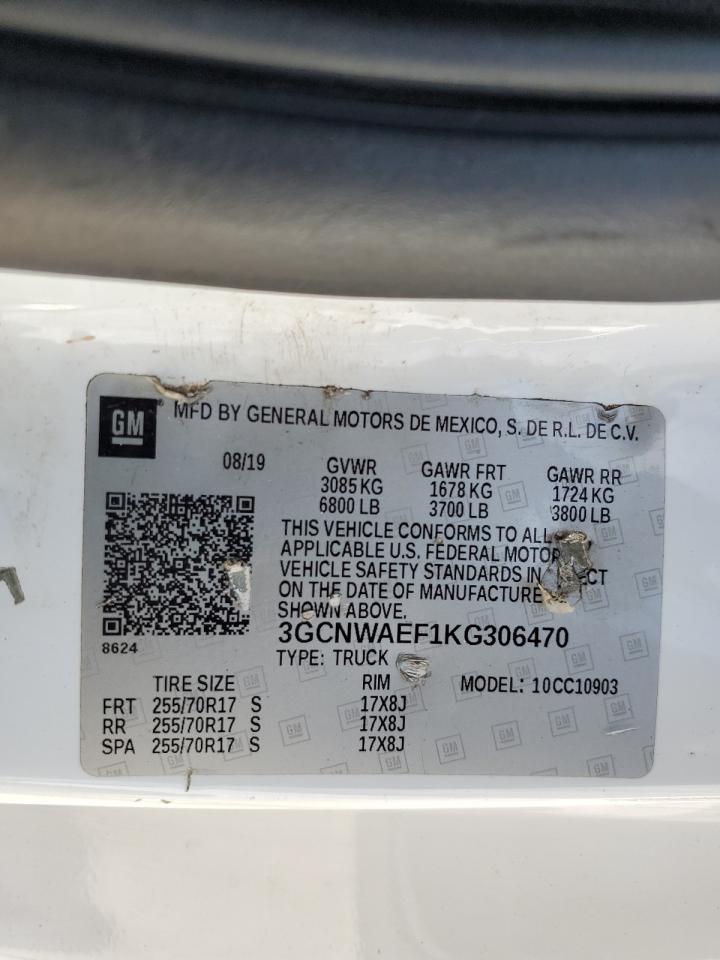 GM MFD BY GENERAL MOTORS DE MEXICO, S. DE R.L. DE C.V.
08/19 GVWR GAWR FRT GAWR RR
3085 KG 1678 KG 1724 KG
6800 LB 3700 LB 3800 LB
THIS VEHICLE CONFORMS TO ALL
APPLICABLE U.S. FEDERAL MOTOR
VEHICLE SAFETY STANDARDS IN
ON THE DATE OF MANUFACTURE
SHOWN ABOVE.
3GCNWAEF1KG306470
8624 TYPE: TRUCK
TIRE SIZE RIM MODEL: 10CC10903
FRT 255/70R17 S 17X8J
RR 255/70R17 S 17X8J
SPA 255/70R17 S 17X8J